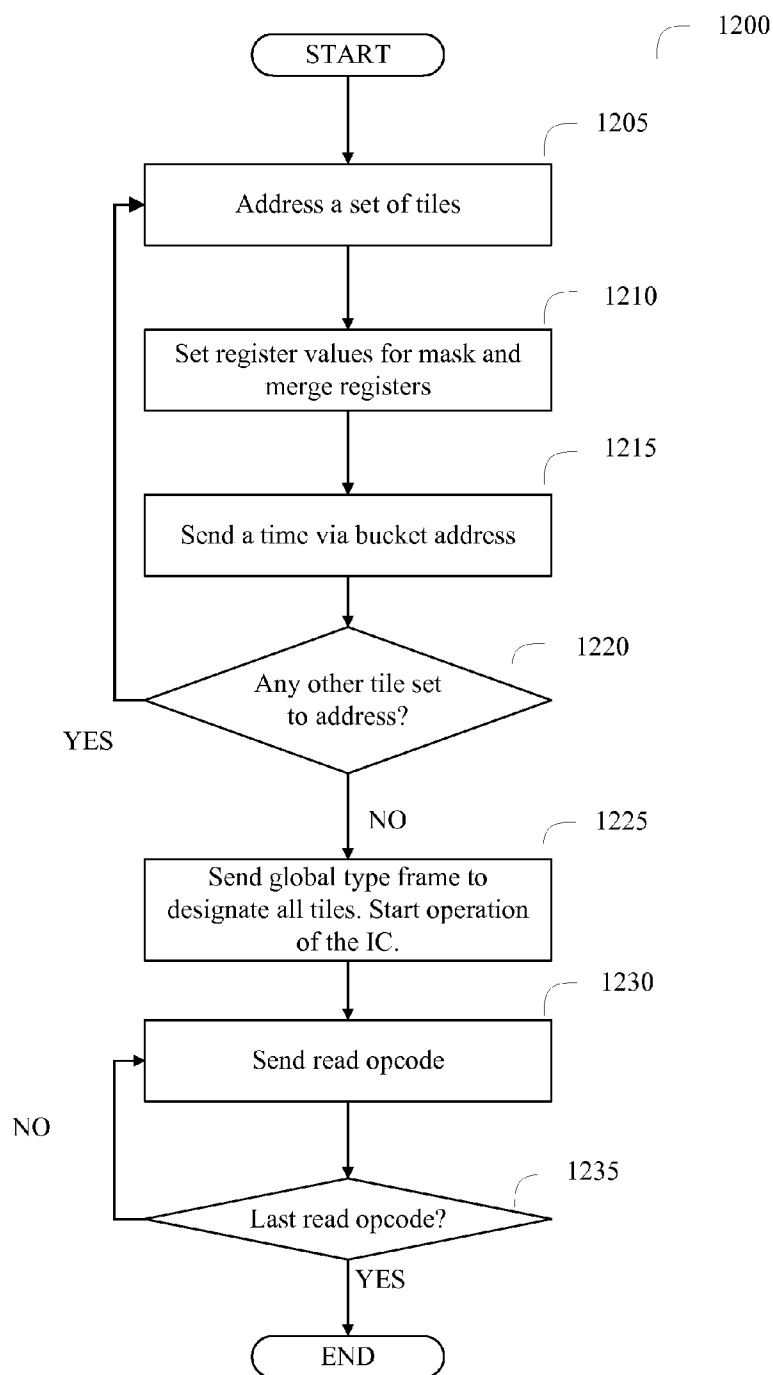 1200
START
1205
Address a set of tiles
1210
Set register values for mask and
merge registers
1215
Send a time via bucket address
1220
Any other tile set
to address?
YES
NO
1225
Send global type frame to
designate all tiles. Start operation
of the IC.
1230
Send read opcode
NO
1235
Last read opcode?
YES
END